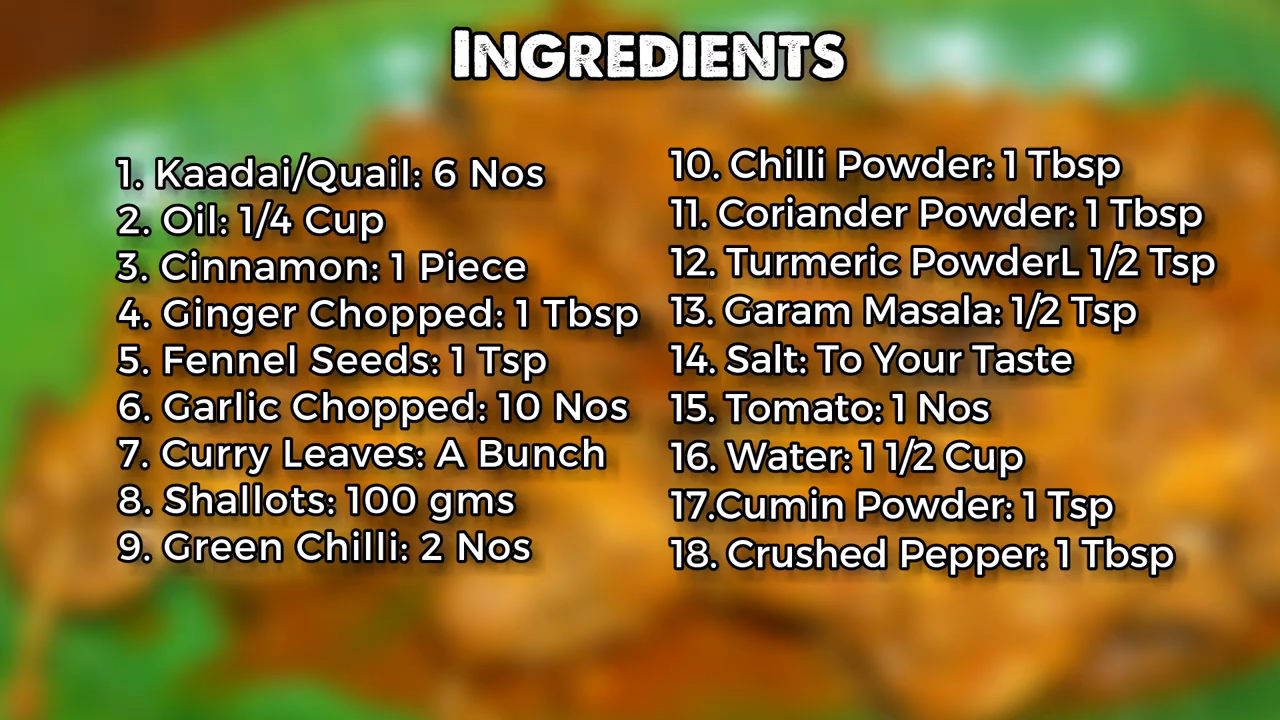 INGREDIENTS
1. Kaadai/Quail: 6 Nos
2. Oil: 1/4 Cup
3. Cinnamon: 1 Piece
4. Ginger Chopped: 1 Tbsp
5. Fennel Seeds: 1 Tsp
6. Garlic Chopped: 10 Nos
7. Curry Leaves: A Bunch
8. Shallots: 100 gms
9. Green Chilli: 2 Nos
10. Chilli Powder: 1 Tbsp
11. Coriander Powder: 1 Tbsp
12. Turmeric PowderL 1/2 Tsp
13. Garam Masala: 1/2 Tsp
14. Salt: To Your Taste
15. Tomato: 1 Nos
16. Water: 1 1/2 Cup
17.Cumin Powder: 1 Tsp
18. Crushed Pepper: 1 Tbsp